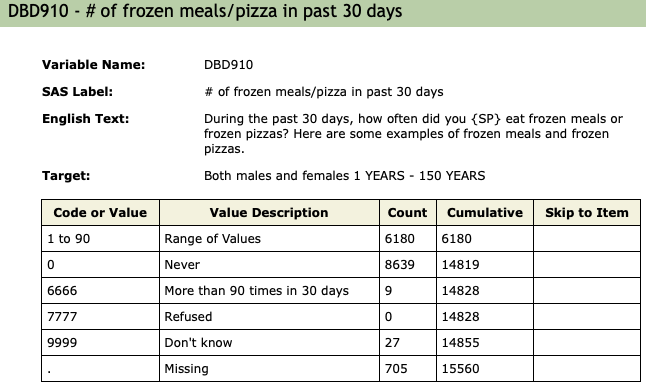 DBD910 - # of frozen meals/pizza in past 30 days
Variable Name: DBD910
SAS Label: # of frozen meals/pizza in past 30 days
English Text: During the past 30 days, how often did you {SP} eat frozen meals or
frozen pizzas? Here are some examples of frozen meals and frozen
pizzas.
Target: Both males and females 1 YEARS - 150 YEARS
Code or Value Value Description Count Cumulative Skip to Item
1 to 90 Range of Values 6180 6180
0 Never 8639 14819
6666 More than 90 times in 30 days 9 14828
7777 Refused 0 14828
9999 Don't know 27 14855
. Missing 705 15560